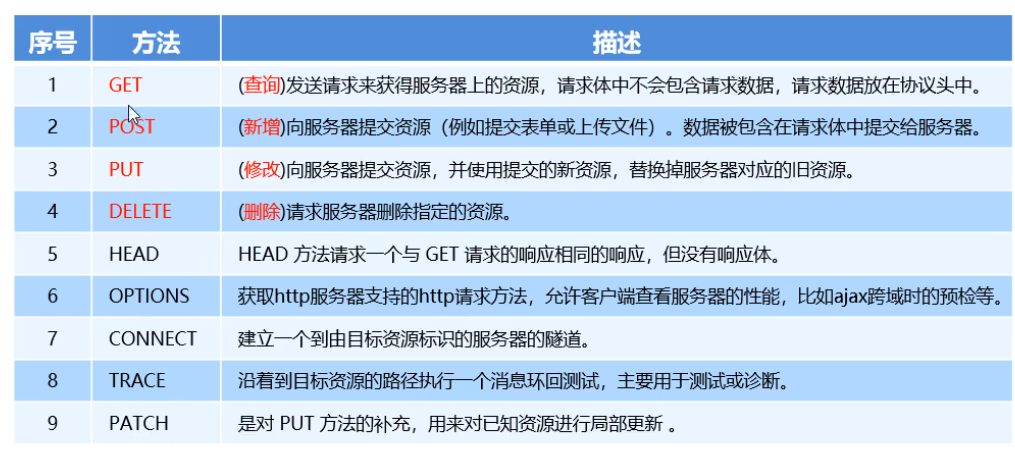 序号 方法 描述
1 GET (查询)发送请求来获得服务器上的资源，请求体中不会包含请求数据，请求数据放在协议头中。
2 POST (新增)向服务器提交资源（例如提交表单或上传文件）。数据被包含在请求体中提交给服务器。
3 PUT (修改)向服务器提交资源，并使用提交的新资源，替换掉服务器对应的旧资源。
4 DELETE (删除)请求服务器删除指定的资源。
5 HEAD HEAD 方法请求一个与 GET 请求的响应相同的响应，但没有响应体。
6 OPTIONS 获取http服务器支持的http请求方法，允许客户端查看服务器的性能，比如ajax跨域时的预检等。
7 CONNECT 建立一个到由目标资源标识的服务器的隧道。
8 TRACE 沿着到目标资源的路径执行一个消息环回测试，主要用于测试或诊断。
9 PATCH 是对 PUT 方法的补充，用来对已知资源进行局部更新 。